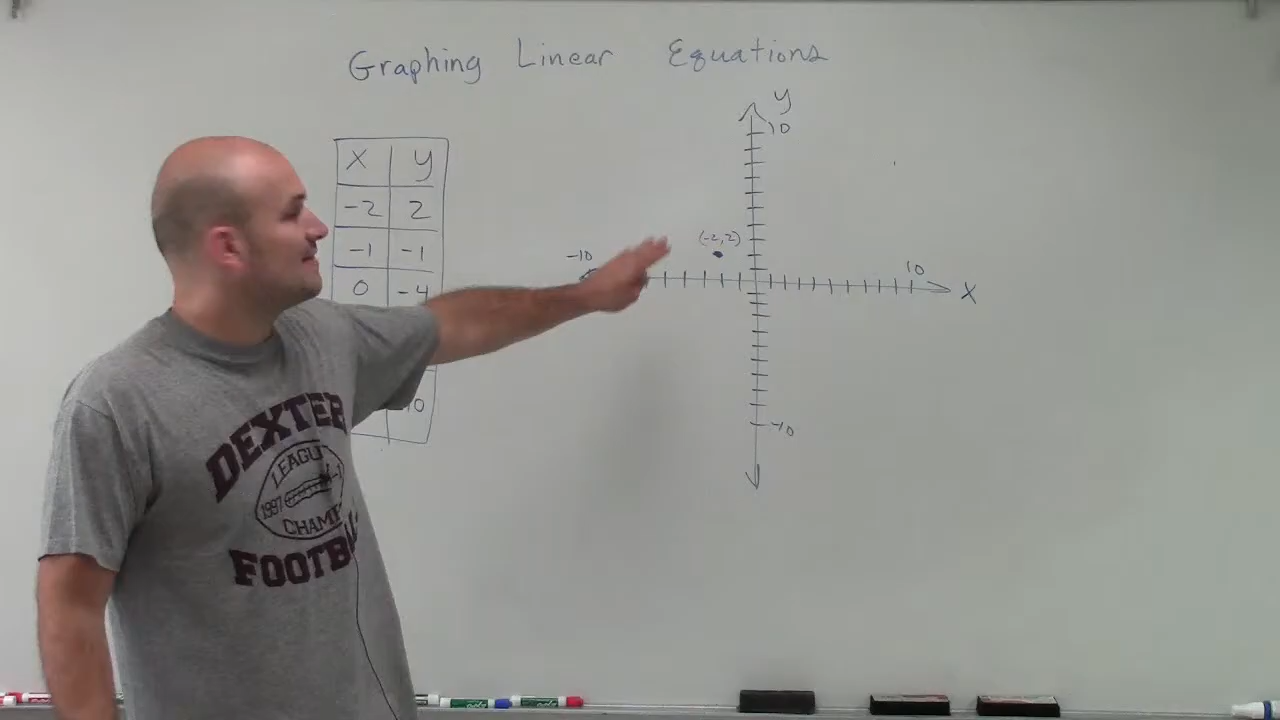 Graphing Linear Equations
x y
-2 2
-1 -1
0 -4
10
y
10
(-2,2)
-10
10
x
-10
DEXTER
LEAGUE
1997
CHAMP
FOOTBA